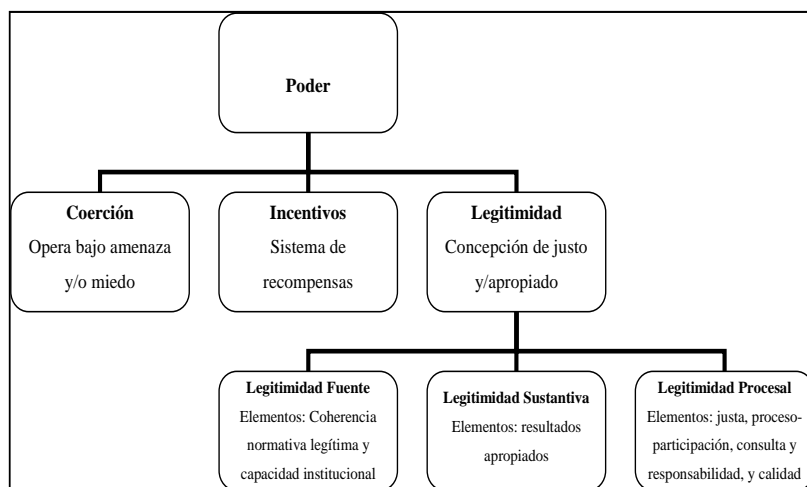 Poder
Coerción
Opera bajo amenaza
y/o miedo
Incentivos
Sistema de
recompensas
Legitimidad
Concepción de justo
y/apropiado
Legitimidad Fuente
Elementos: Coherencia
normativa legítima y
capacidad institucional
Legitimidad Sustantiva
Elementos: resultados
apropiados
Legitimidad Procesal
Elementos: justa, proceso-
participación, consulta y
responsabilidad, y calidad